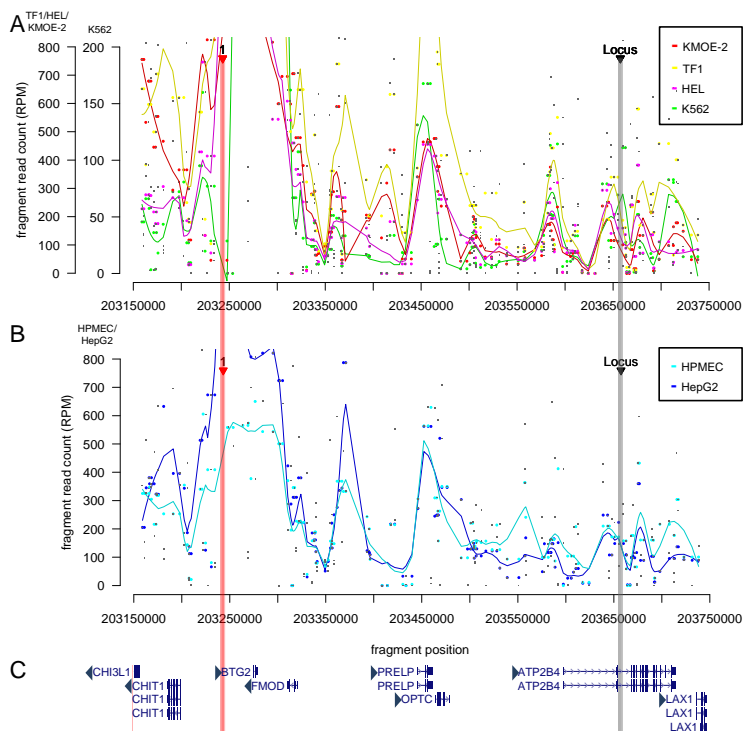 A
TF1/HEL/
KMOE-2
K562
fragment read count (RPM)
800
700
600
500
400
300
200
100
0
200
150
100
50
0
1
Locus
KMOE-2
TF1
HEL
K562
203150000
203250000
203350000
203450000
203550000
203650000
203750000
B
HPMEC/
HepG2
fragment read count (RPM)
800
700
600
500
400
300
200
100
0
1
Locus
HPMEC
HepG2
203150000
203250000
203350000
203450000
203550000
203650000
203750000
fragment position
C
CHI3L1
BTG2
PRELP
ATP2B4
CHIT1
FMOD
PRELP
ATP2B4
CHIT1
OPTC
LAX1
CHIT1
LAX1
LAX1